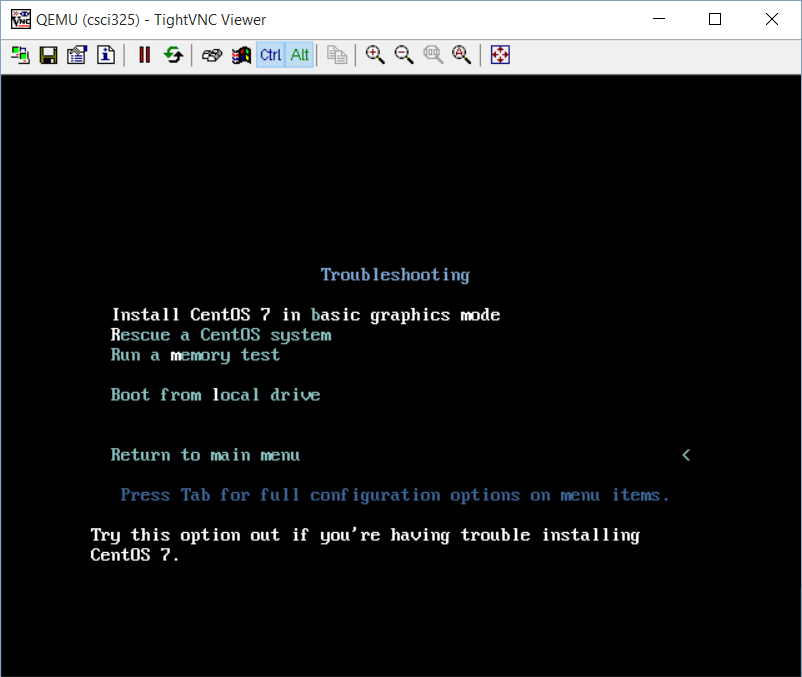 QEMU (csci325) - TightVNC Viewer
Ctrl Alt
Troubleshooting
Install CentOS 7 in basic graphics mode
Rescue a CentOS system
Run a memory test
Boot from local drive
Return to main menu <
Press Tab for full configuration options on menu items.
Try this option out if you're having trouble installing
CentOS 7.